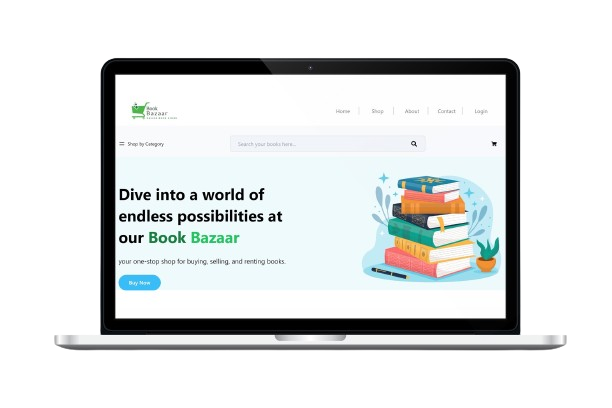 Book
Bazaar
Home
Shop
About
Contact
Login
Shop by Category
Search your books here...
Dive into a world of
endless possibilities at
our Book Bazaar
your one-stop shop for buying, selling, and renting books.
Buy Now